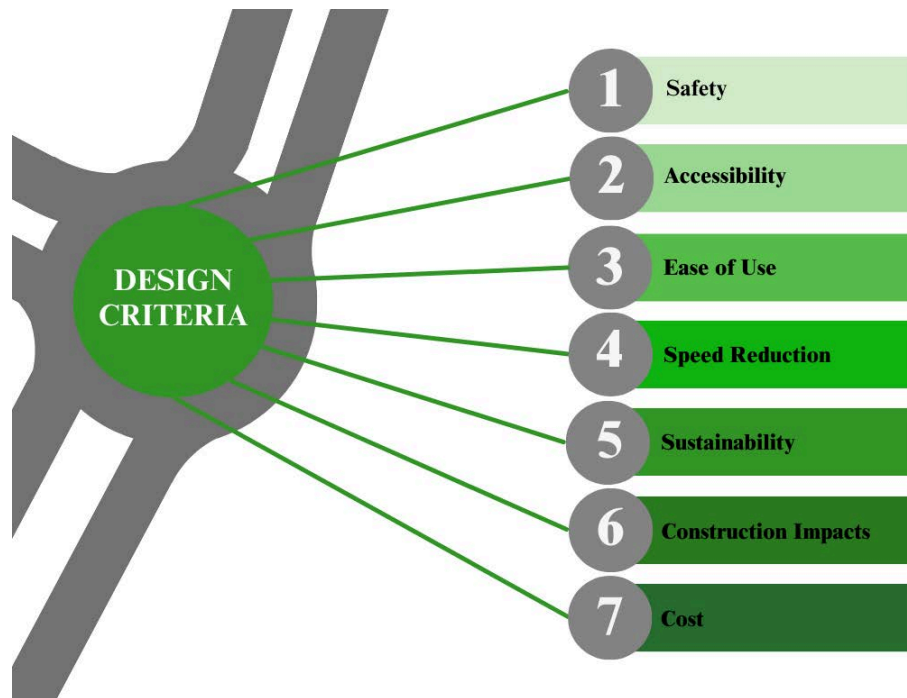 DESIGN
CRITERIA
1 Safety
2 Accessibility
3 Ease of Use
4 Speed Reduction
5 Sustainability
6 Construction Impacts
7 Cost